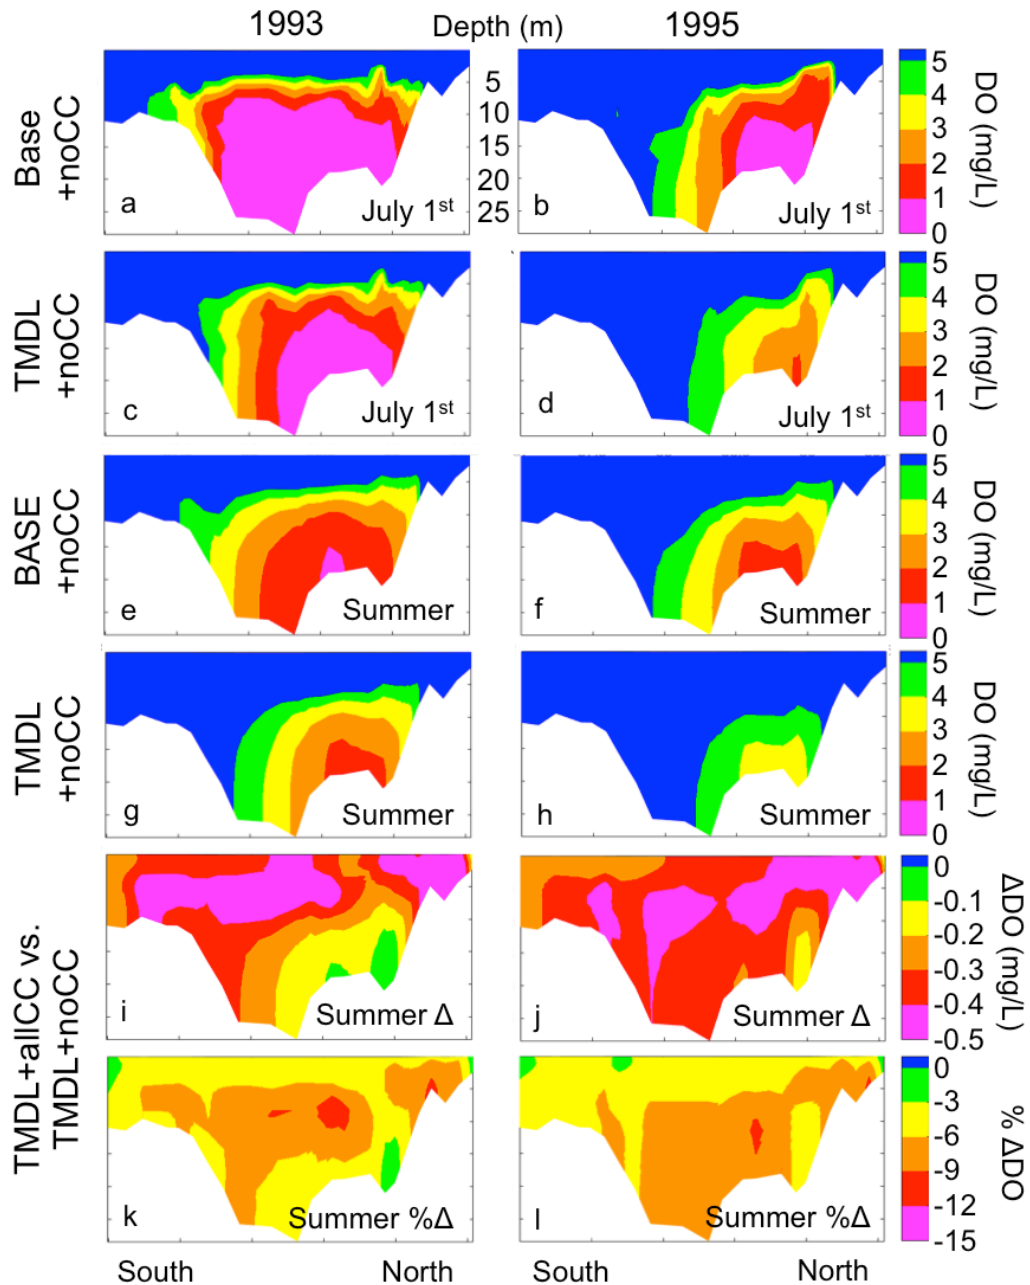 1993 Depth (m) 1995
Base
+noCC
a
July 1st
5
10
15
20
25
b
July 1st
5
4
3
2
1
0
DO (mg/L)
TMDL
+noCC
c
July 1st
d
July 1st
5
4
3
2
1
0
DO (mg/L)
BASE
+noCC
e
Summer
f
Summer
5
4
3
2
1
0
DO (mg/L)
TMDL
+noCC
g
Summer
h
Summer
5
4
3
2
1
0
DO (mg/L)
TMDL+allCC vs.
TMDL+noCC
i
Summer Δ
j
Summer Δ
0
-0.1
-0.2
-0.3
-0.4
-0.5
ΔDO (mg/L)
k
Summer %Δ
l
Summer %Δ
0
-3
-6
-9
-12
-15
% ΔDO
South North South North